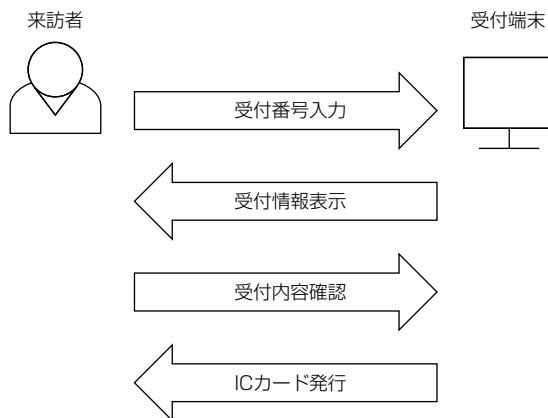 来訪者
受付端末
受付番号入力
受付情報表示
受付内容確認
ICカード発行